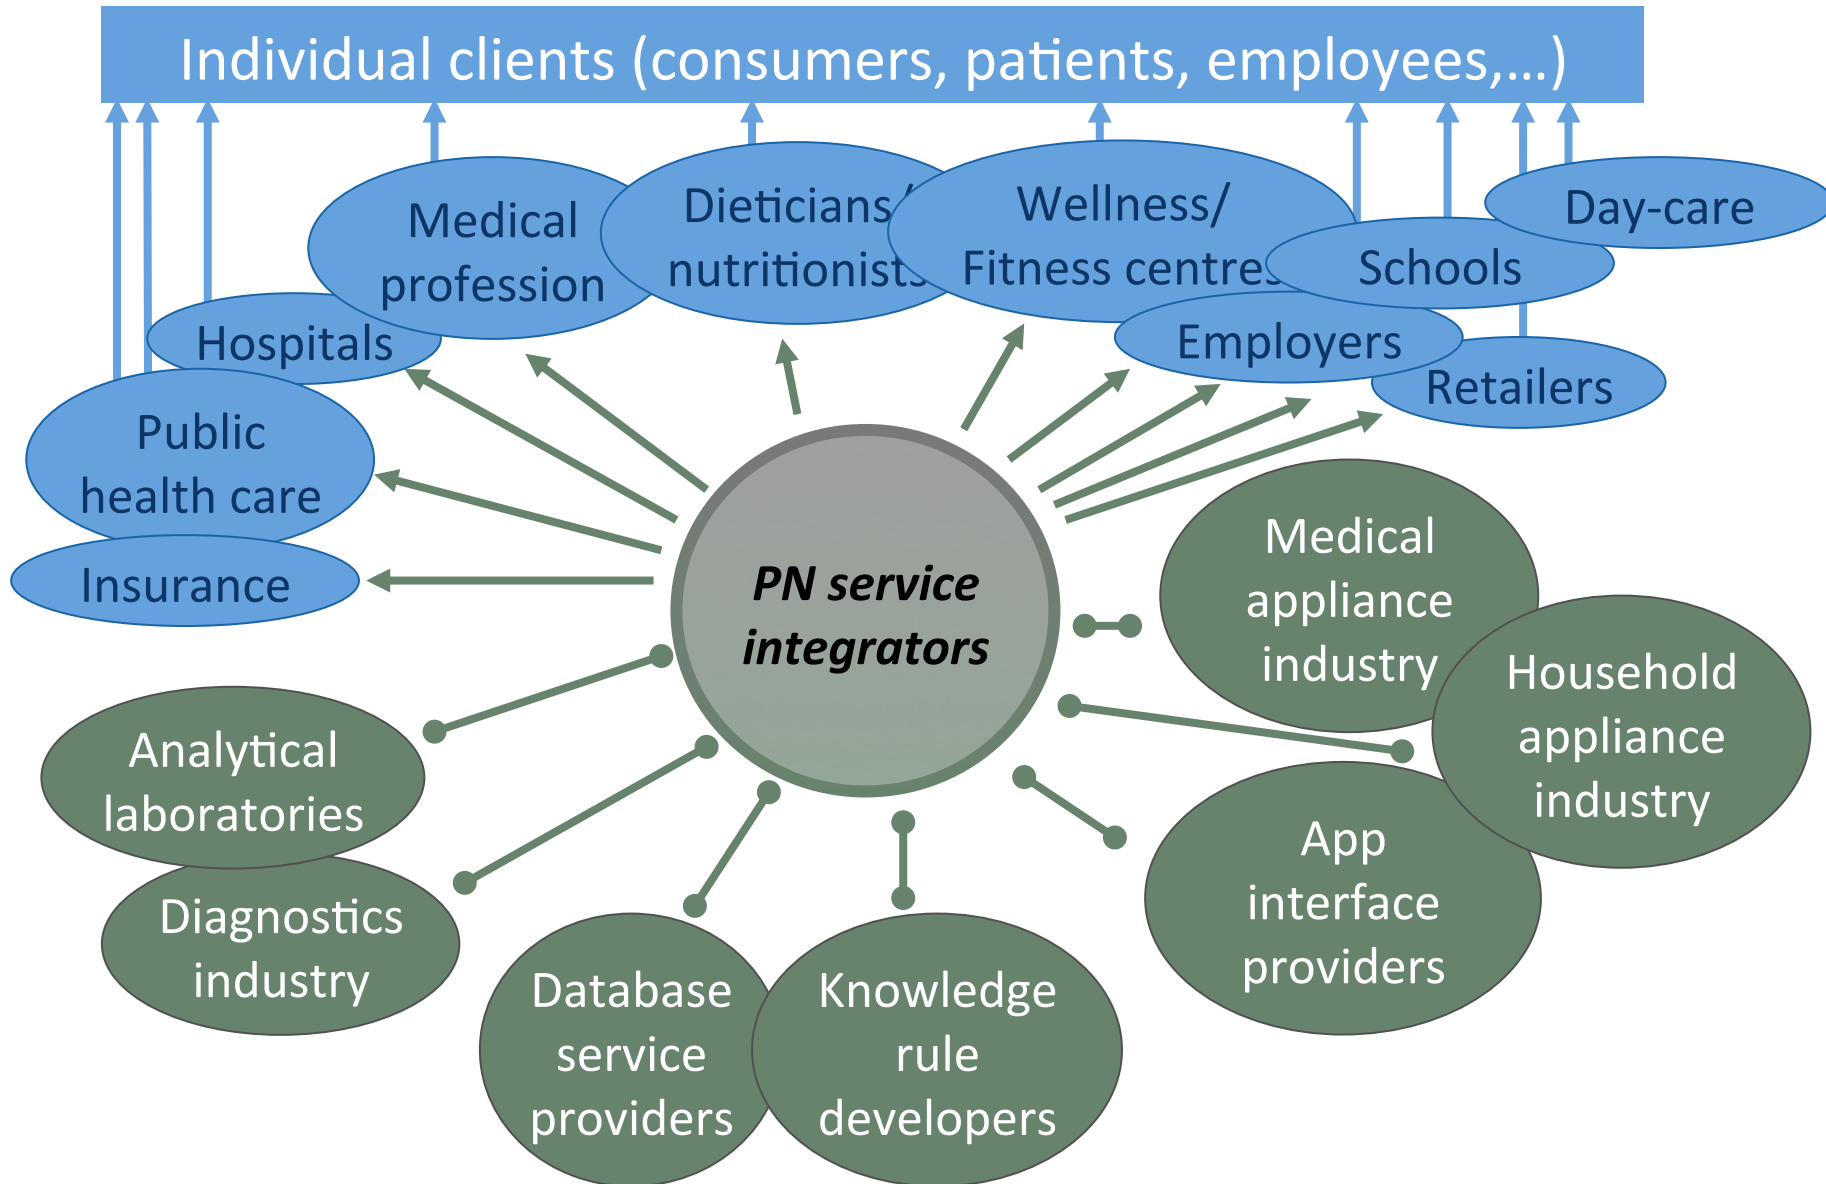 Individual clients (consumers, patients, employees,...)
Medical
profession
Dieticians/
nutritionists
Wellness/
Fitness centres
Day-care
Schools
Hospitals
Employers
Retailers
Public
health care
Insurance
PN service
integrators
Medical
appliance
industry
Household
appliance
industry
Analytical
laboratories
App
interface
providers
Diagnostics
industry
Database
service
providers
Knowledge
rule
developers